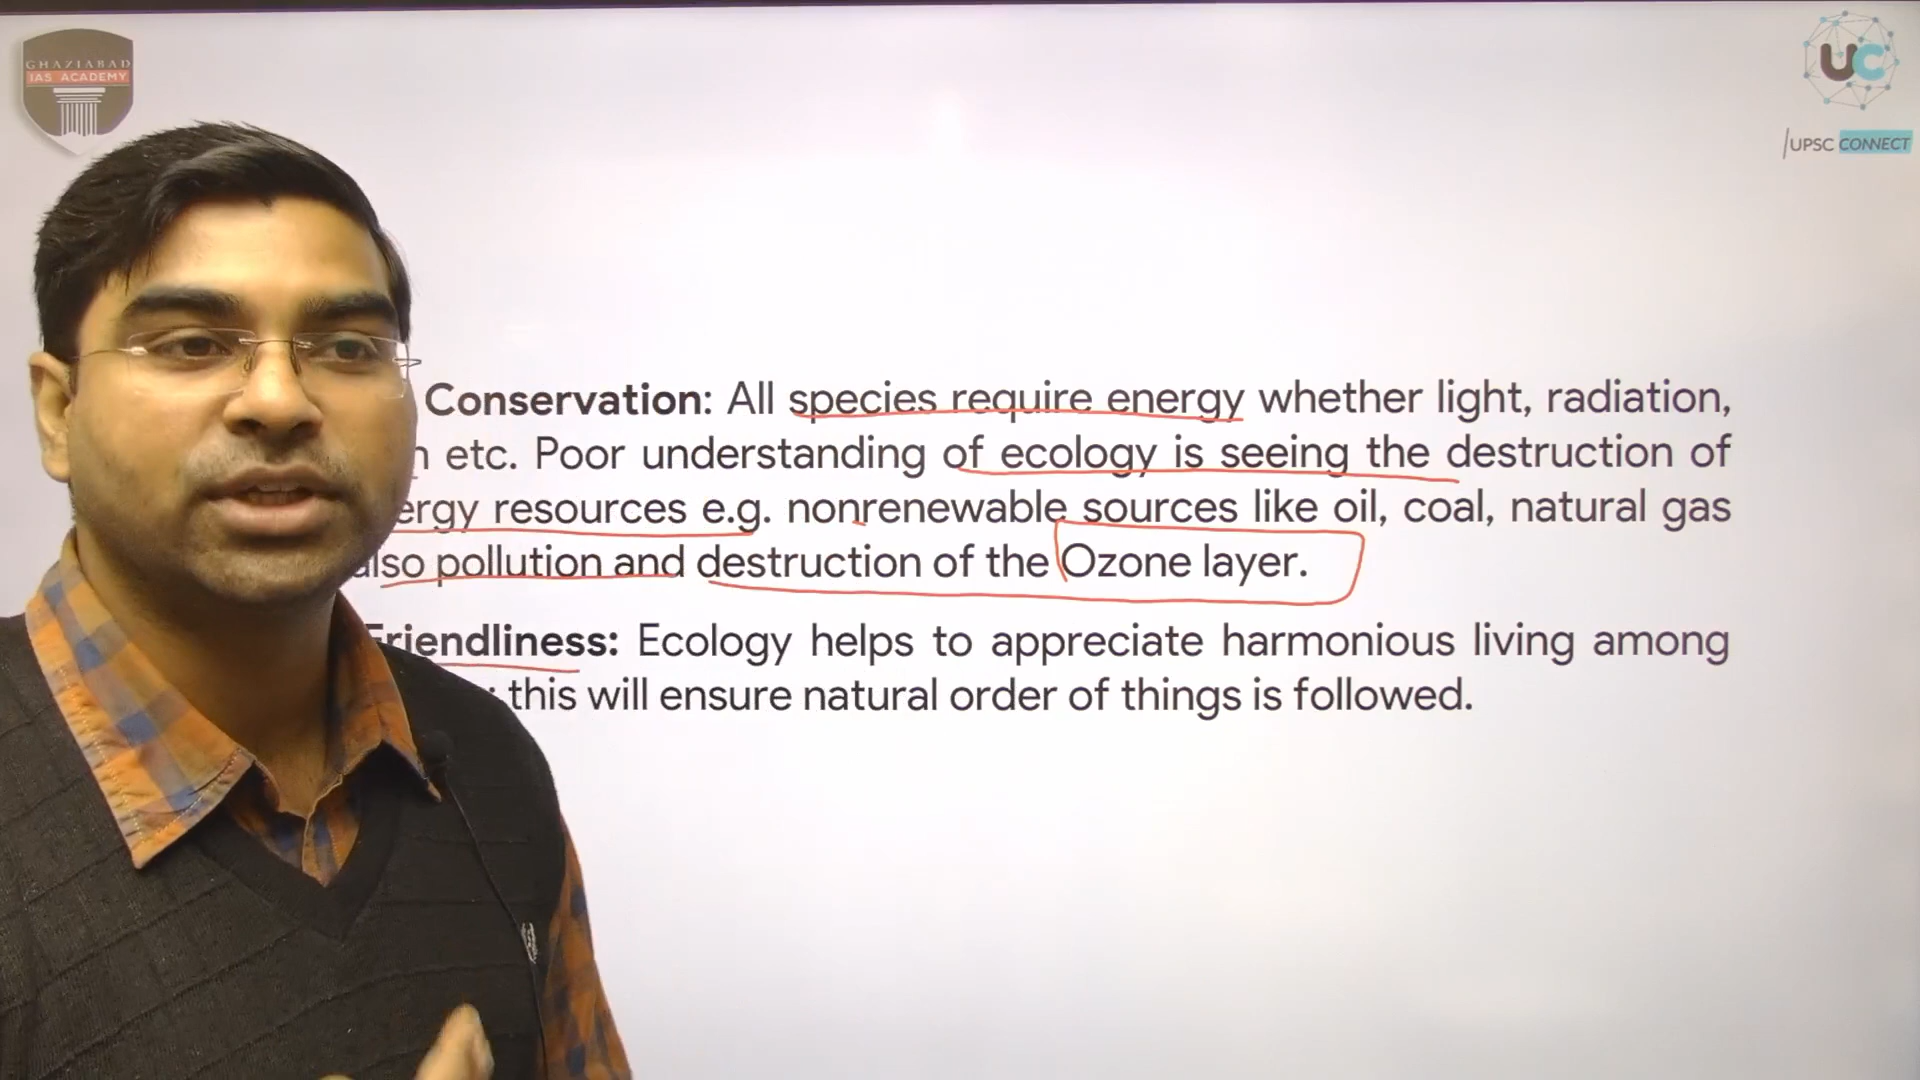 GHAZIABAD
IAS ACADEMY
UC
UPSC CONNECT
Conservation: All species require energy whether light, radiation,
etc. Poor understanding of ecology is seeing the destruction of
ergy resources e.g. nonrenewable sources like oil, coal, natural gas
also pollution and destruction of the Ozone layer.
Friendliness: Ecology helps to appreciate harmonious living among
this will ensure natural order of things is followed.